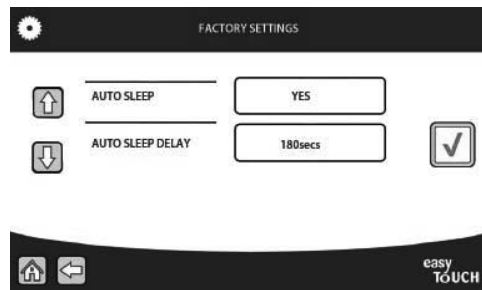 FACTORY SETTINGS
AUTO SLEEP YES
AUTO SLEEP DELAY 180secs
easy
TOUCH